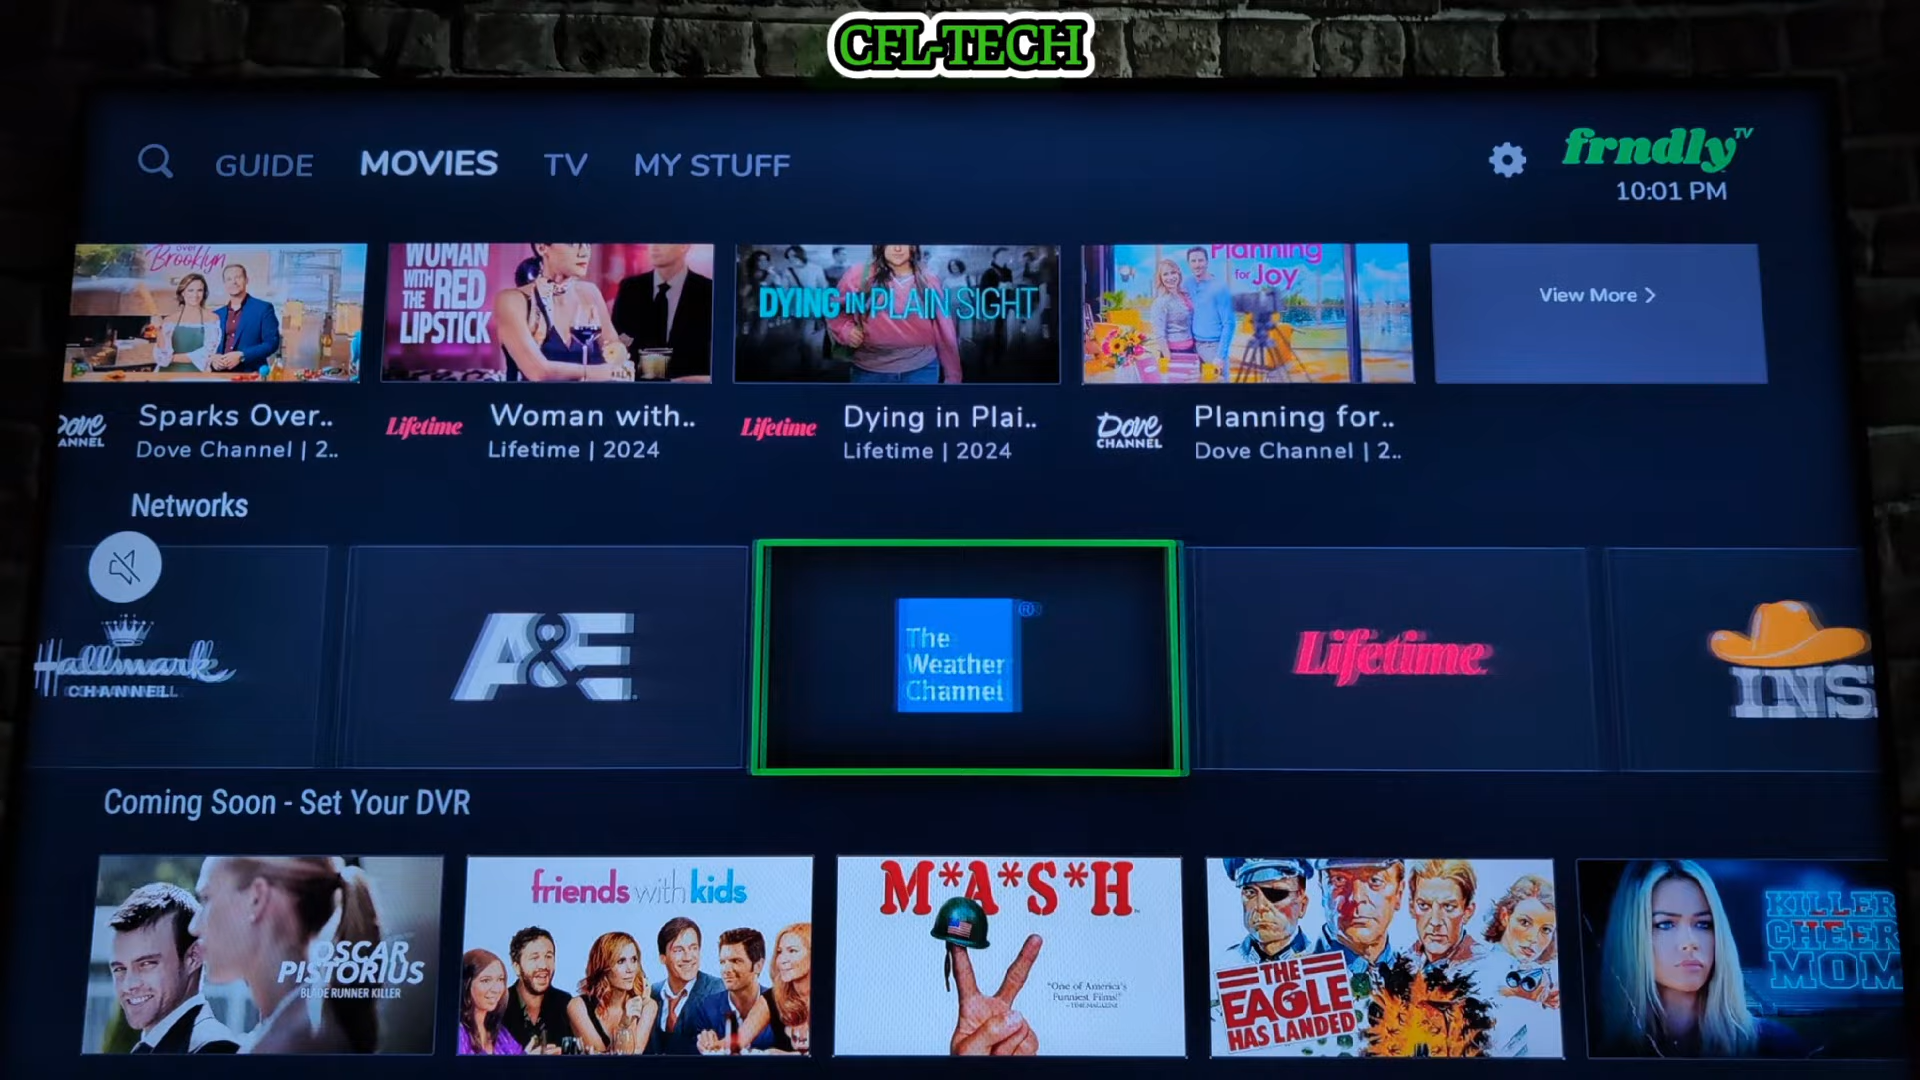 CFL-TECH
GUIDE MOVIES TV MY STUFF
frndly TV
10:01 PM
over Brooklyn
WOMAN WITH THE RED LIPSTICK
DYING IN PLAIN SIGHT
Planning for Joy
View More >
Dove CHANNEL
Sparks Over..
Dove Channel | 2..
Lifetime
Woman with..
Lifetime | 2024
Lifetime
Dying in Plai..
Lifetime | 2024
Dove CHANNEL
Planning for..
Dove Channel | 2..
Networks
Hallmark
CHANNEL
A&E
The
Weather
Channel
Lifetime
INS
Coming Soon - Set Your DVR
OSCAR
PISTORIUS
BLADE RUNNER KILLER
friends with kids
M*A*S*H
"One of America's
Funniest Films!"
THE
EAGLE
HAS LANDED
KILLER
CHEER
MOM